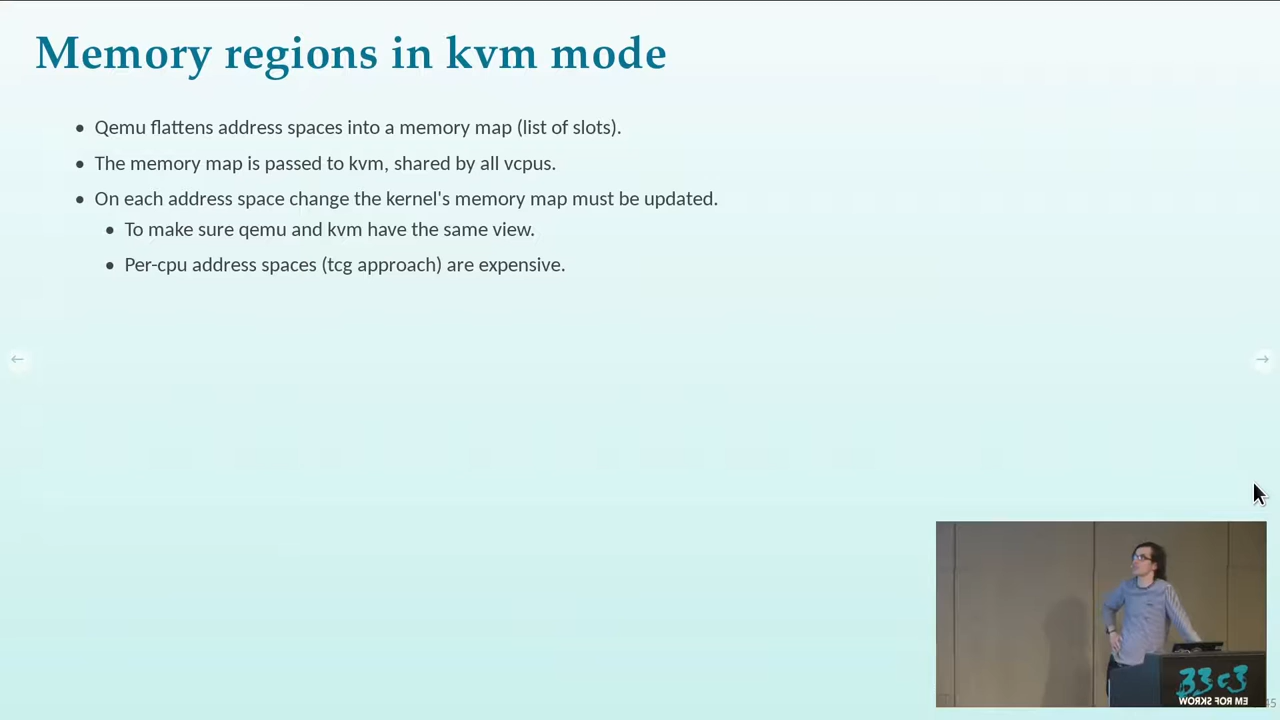 Memory regions in kvm mode
• Qemu flattens address spaces into a memory map (list of slots).
• The memory map is passed to kvm, shared by all vcpus.
• On each address space change the kernel's memory map must be updated.
• To make sure qemu and kvm have the same view.
• Per-cpu address spaces (tcg approach) are expensive.
←
→
33c3
WORKS FOR ME